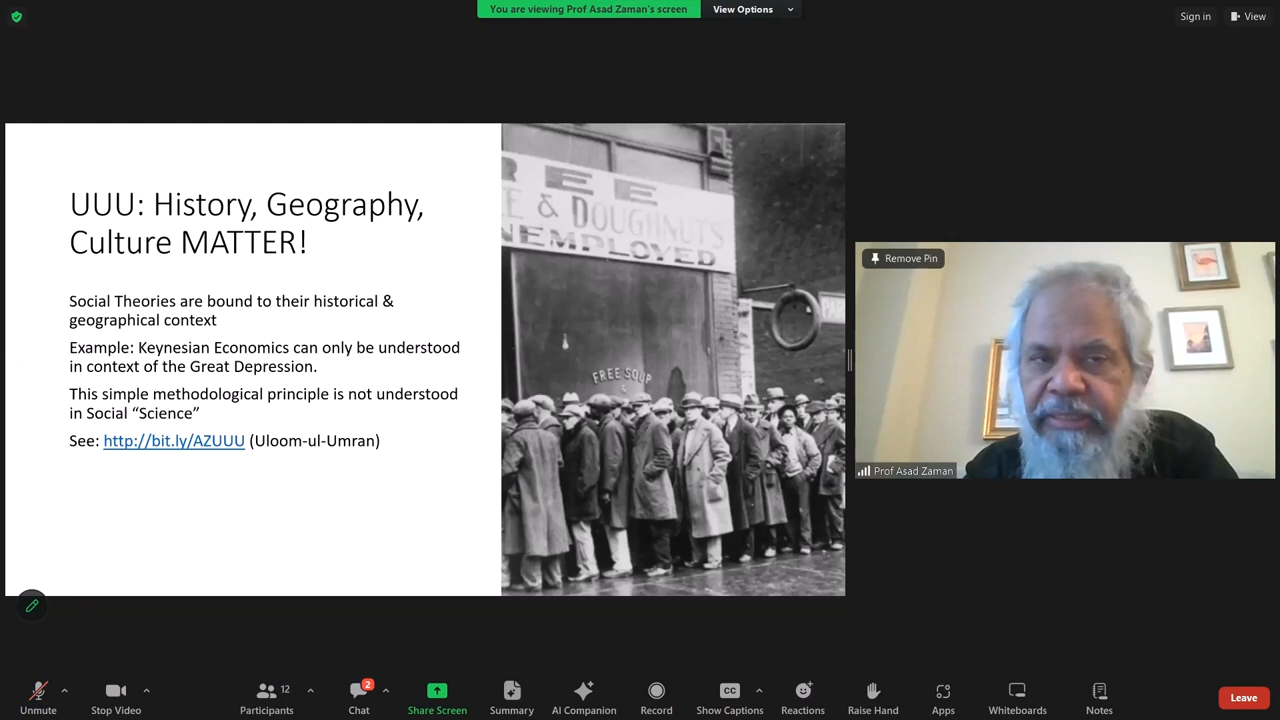 You are viewing Prof Asad Zaman's screen
View Options
Sign in
View
UUU: History, Geography,
Culture MATTER!
Social Theories are bound to their historical &
geographical context
Example: Keynesian Economics can only be understood
in context of the Great Depression.
This simple methodological principle is not understood
in Social “Science”
See: http://bit.ly/AZUUU (Uloom-ul-Umran)
REE
E & DOUGHNUTS
NEMPLOYED
FREE SOUP
Remove Pin
Prof Asad Zaman
Unmute
Stop Video
12
Participants
2
Chat
Share Screen
Summary
AI Companion
Record
CC
Show Captions
Reactions
Raise Hand
Apps
Whiteboards
Notes
Leave